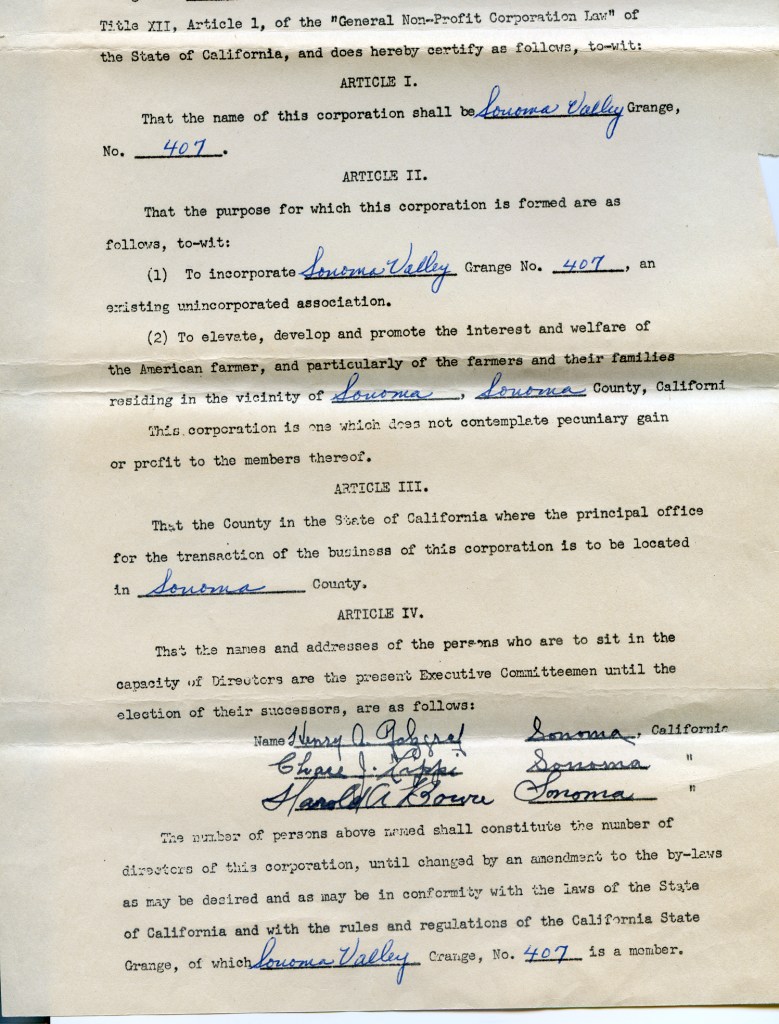 Title XII, Article 1, of the "General Non-Profit Corporation Law" of
the State of California, and does hereby certify as follows, to-wit:
ARTICLE I.
That the name of this corporation shall be Sonoma Valley Grange,
No. 407.
ARTICLE II.
That the purpose for which this corporation is formed are as
follows, to-wit:
(1) To incorporate Sonoma Valley Grange No. 407, an
existing unincorporated association.
(2) To elevate, develop and promote the interest and welfare of
the American farmer, and particularly of the farmers and their families
residing in the vicinity of Sonoma, Sonoma County, Californi
This corporation is one which does not contemplate pecuniary gain
or profit to the members thereof.
ARTICLE III.
That the County in the State of California where the principal office
for the transaction of the business of this corporation is to be located
in Sonoma County.
ARTICLE IV.
That the names and addresses of the persons who are to sit in the
capacity of Directors are the present Executive Committeemen until the
election of their successors, are as follows:
Name Henry A. Sonoma, California
J. Sonoma "
Harold A Sonoma "
The number of persons above named shall constitute the number of
directors of this corporation, until changed by an amendment to the by-laws
as may be desired and as may be in conformity with the laws of the State
of California and with the rules and regulations of the California State
Grange, of which Sonoma Valley Grange, No. 407 is a member.